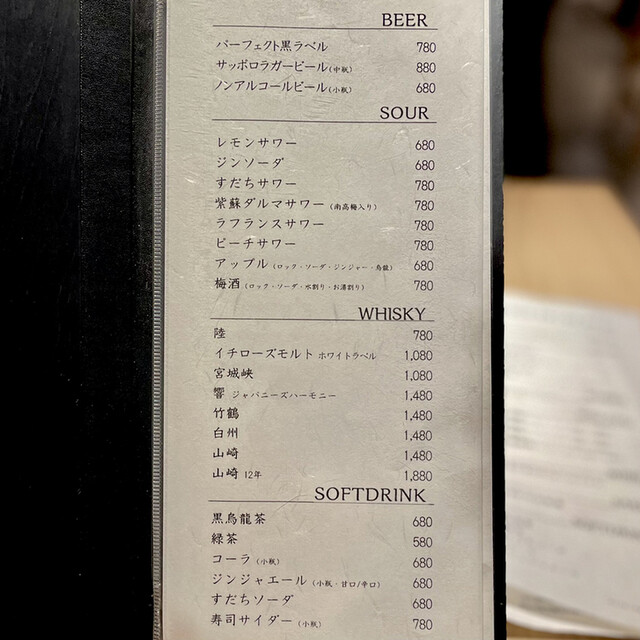 BEER
パーフェクト黒ラベル 780
サッポロラガービール(中瓶) 880
ノンアルコールビール(小瓶) 680
SOUR
レモンサワー 680
ジンソーダ 680
すだちサワー 780
紫蘇ダルマサワー(南高梅入り) 780
ラフランスサワー 780
ピーチサワー 780
アップル(ロック・ソーダ・ジンジャー・烏龍) 680
梅酒(ロック・ソーダ・水割り・お湯割り) 780
WHISKY
陸 780
イチローズモルト ホワイトラベル 1,080
宮城峡 1,080
響 ジャパニーズハーモニー 1,480
竹鶴 1,480
白州 1,480
山崎 1,480
山崎 12年 1,880
SOFTDRINK
黒烏龍茶 680
緑茶 580
コーラ(小瓶) 680
ジンジャエール(小瓶・甘口/辛口) 680
すだちソーダ 680
寿司サイダー(小瓶) 780